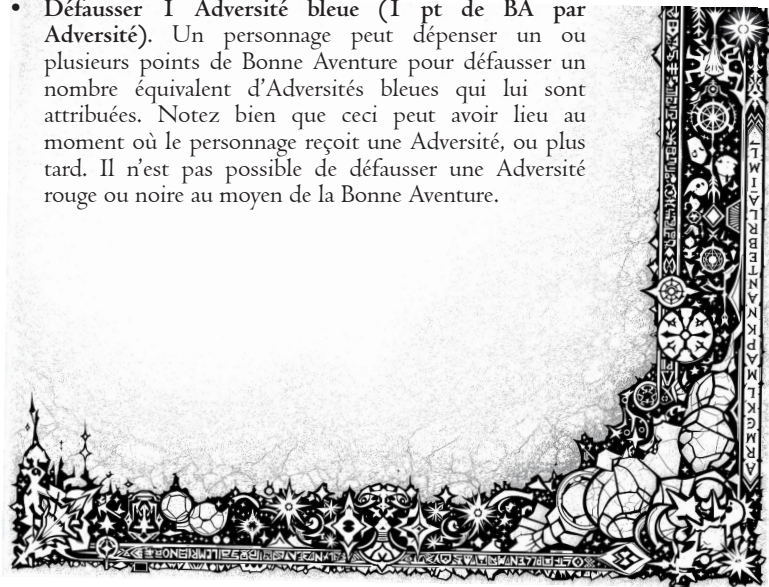 • Défausser 1 Adversité bleue (1 pt de BA par
Adversité). Un personnage peut dépenser un ou
plusieurs points de Bonne Aventure pour défausser un
nombre équivalent d’Adversités bleues qui lui sont
attribuées. Notez bien que ceci peut avoir lieu au
moment où le personnage reçoit une Adversité, ou plus
tard. Il n’est pas possible de défausser une Adversité
rouge ou noire au moyen de la Bonne Aventure.